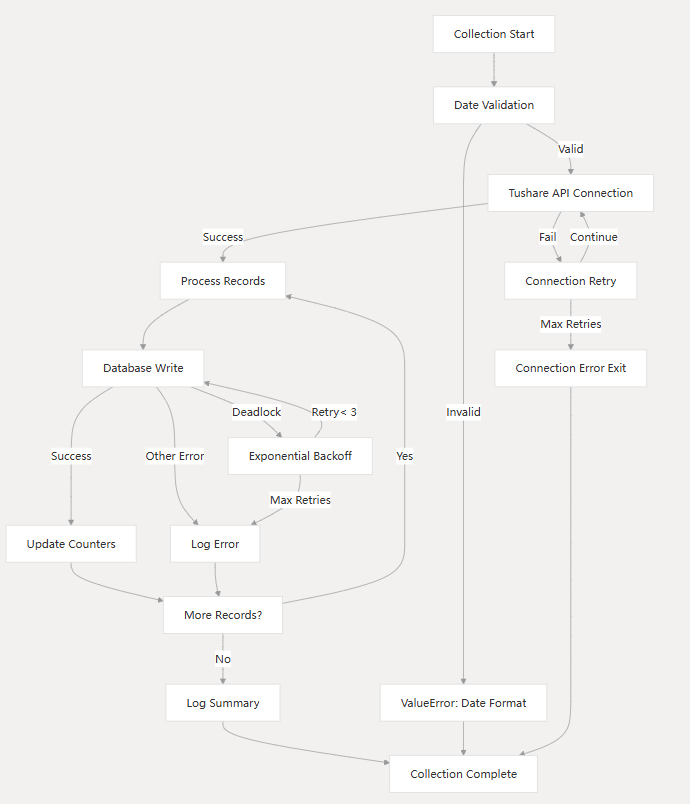 Collection Start
Date Validation
Valid
Tushare API Connection
Success
Fail
Continue
Process Records
Connection Retry
Max Retries
Database Write
Connection Error Exit
Deadlock
Retry< 3
Invalid
Success
Other Error
Exponential Backoff
Yes
Max Retries
Update Counters
Log Error
More Records?
No
Log Summary
ValueError: Date Format
Collection Complete